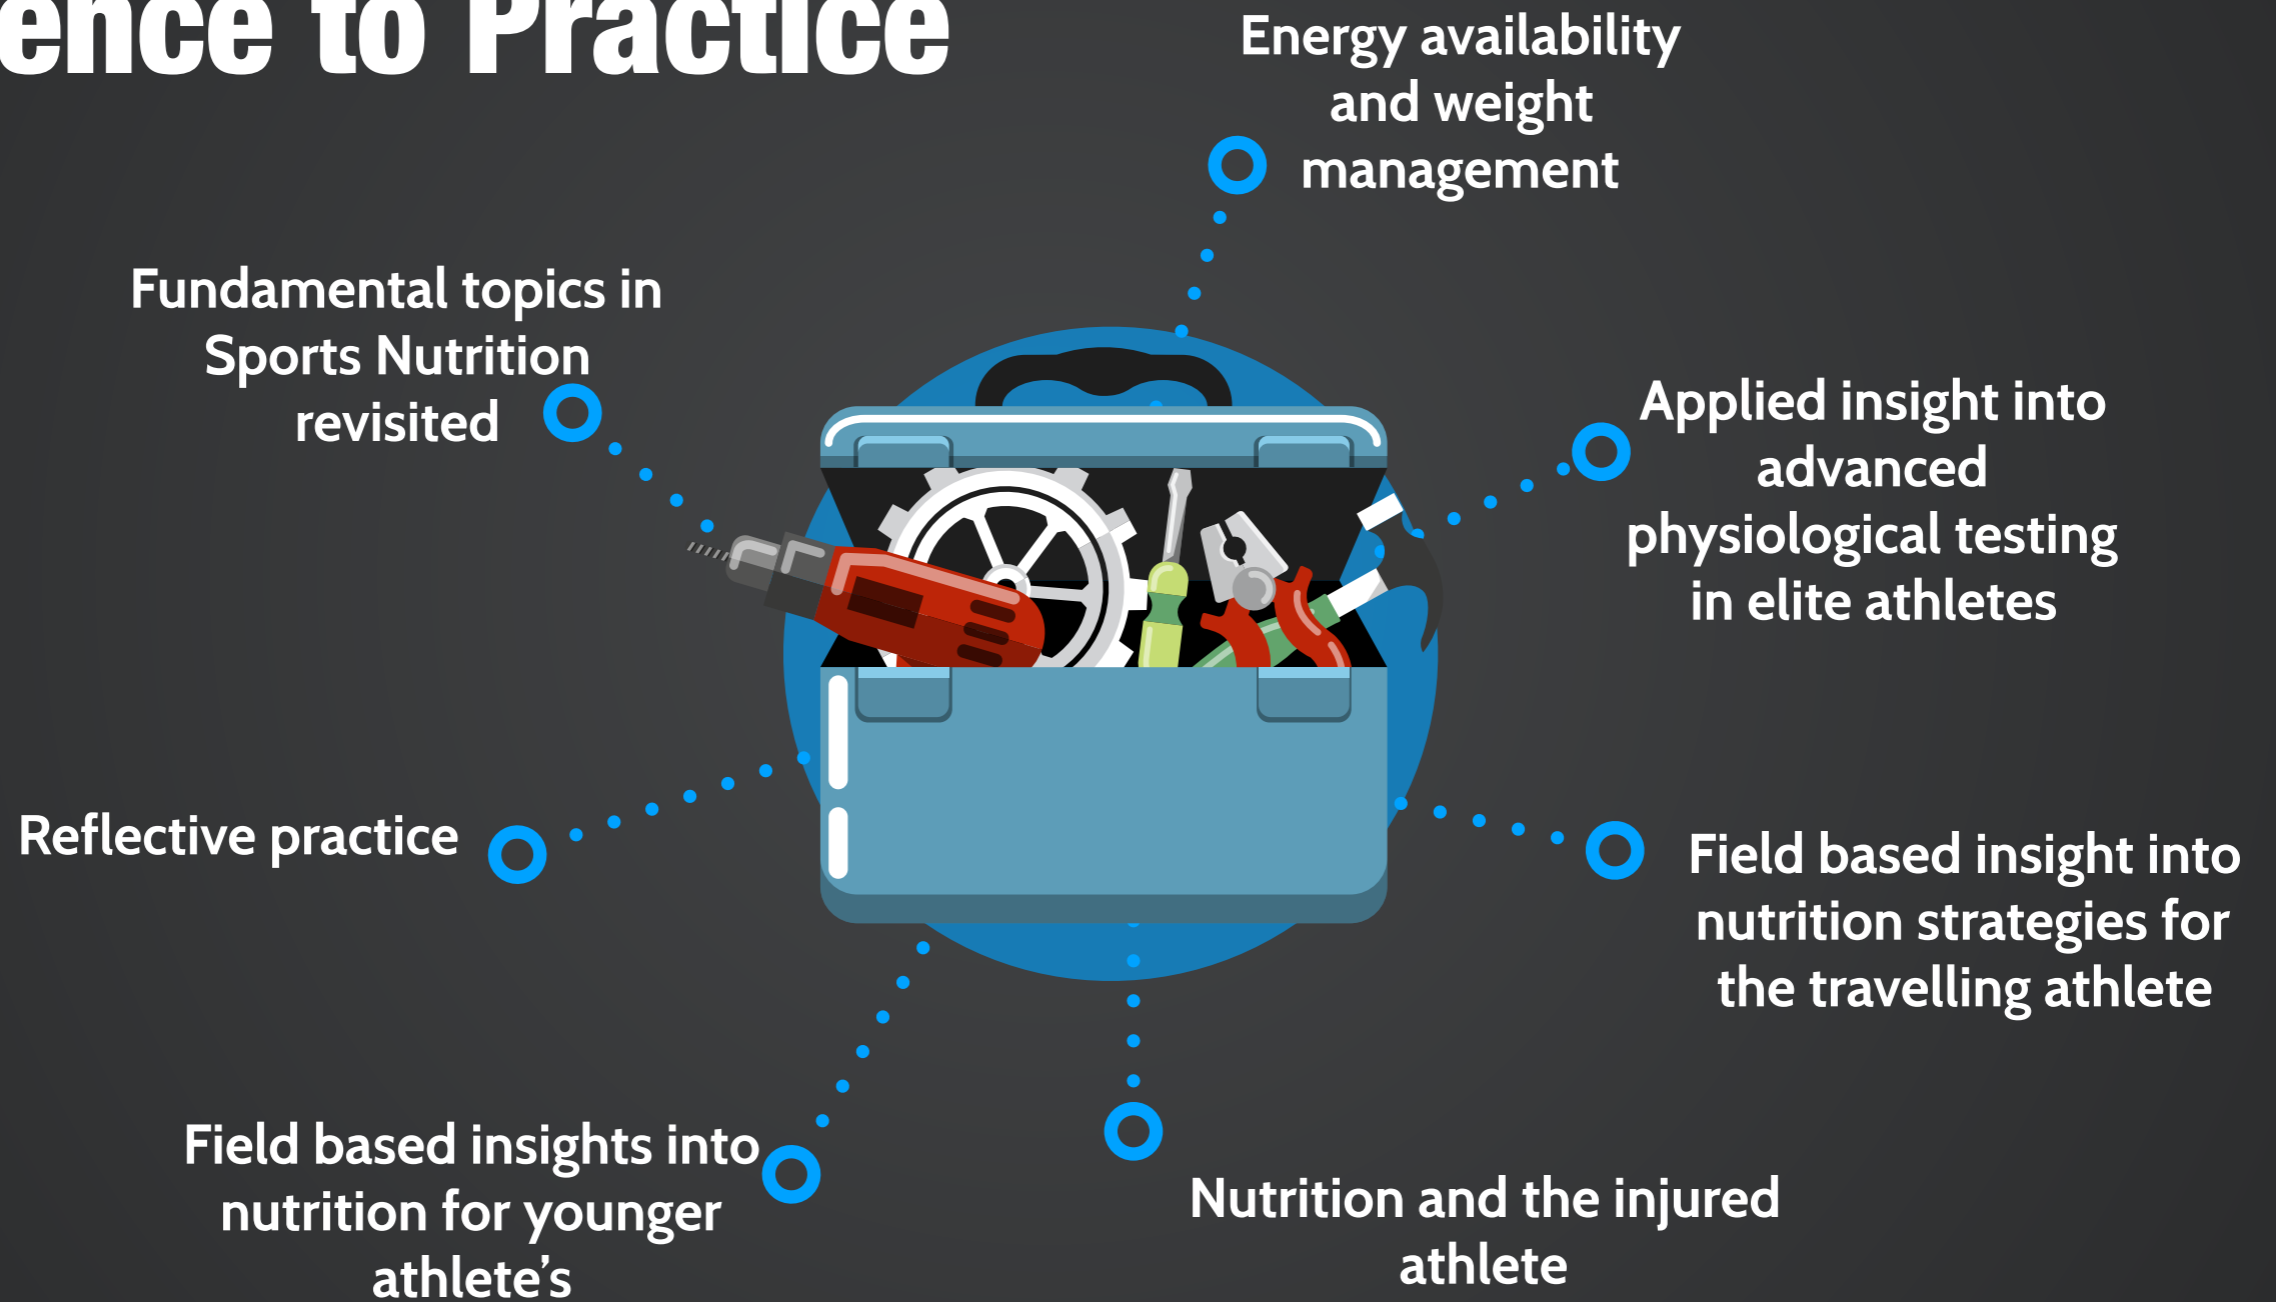 ence to Practice
Energy availability
and weight
management
Fundamental topics in
Sports Nutrition
revisited
Applied insight into
advanced
physiological testing
in elite athletes
Reflective practice
Field based insight into
nutrition strategies for
the travelling athlete
Field based insights into
nutrition for younger
athlete’s
Nutrition and the injured
athlete